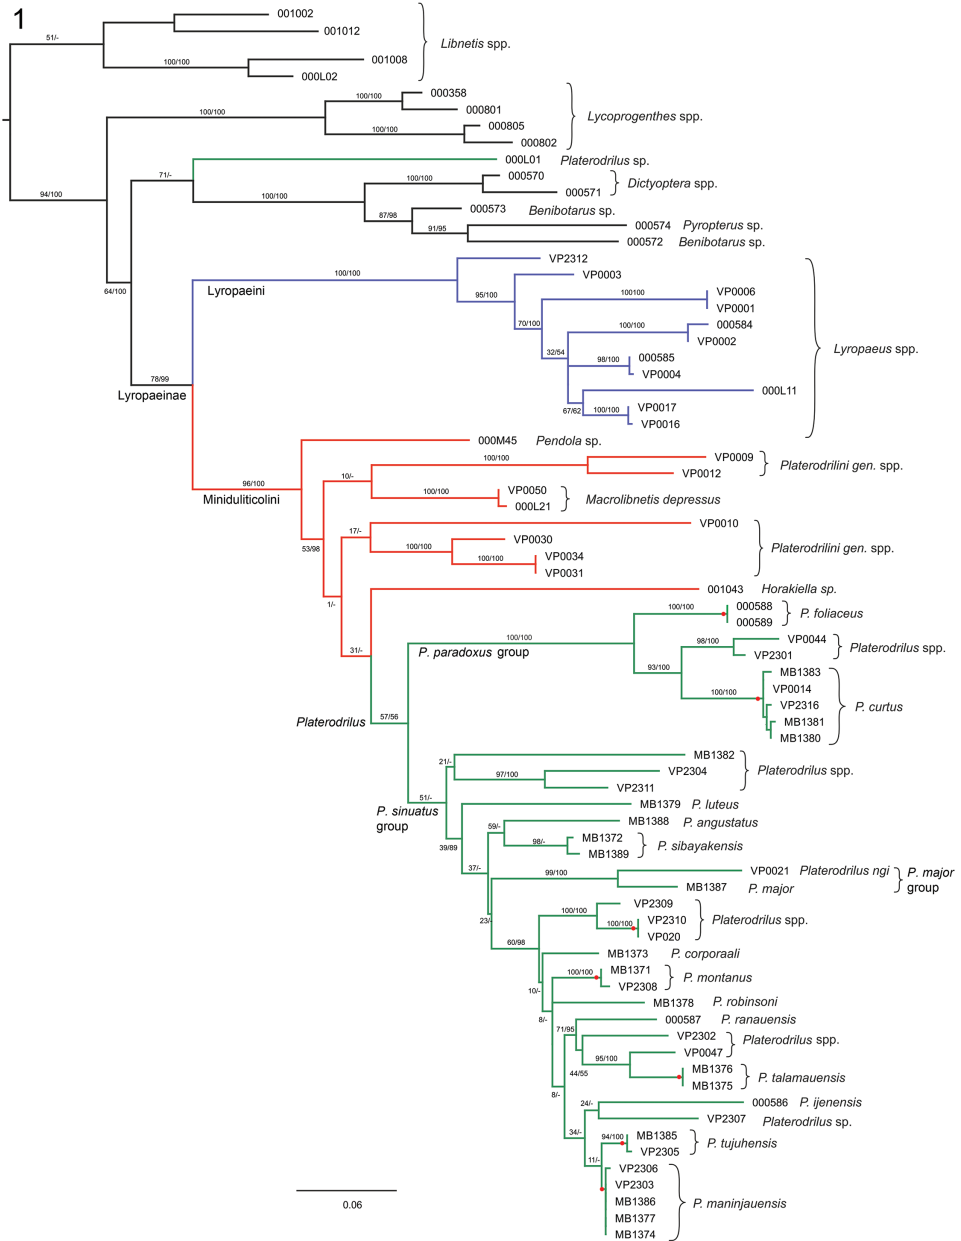 1
001002
51/-
001012
Libnetis spp.
001008
100/100
000L02
000358
100/100
000801
100/100
Lycoprogenthes spp.
000805
100/100
000802
000L01 Platerodrilus sp.
71/-
000570
100/100
Dictyoptera spp.
000571
94/100
100/100
000573 Benibotarus sp.
87/98
000574 Pyropterus sp.
91/95
000572 Benibotarus sp.
VP2312
100/100
VP0003
Lyropaeini
64/100
95/100
VP0006
100/100
VP0001
70/100
000584
100/100
VP0002
Lyropaeus spp.
32/54
000585
98/100
VP0004
78/99
000L11
Lyropaeinae
67/62
VP0017
100/100
VP0016
000M45 Pendola sp.
VP0009
100/100
Platerodrilini gen. spp.
VP0012
10/-
96/100
VP0050
100/100
Macrolibnetis depressus
Miniduliticolini
000L21
VP0010
17/-
VP0030
53/98
100/100
Platerodrilini gen. spp.
VP0034
100/100
VP0031
001043 Horakiella sp.
1/-
000588
100/100
P. foliaceus
000589
100/100
VP0044
98/100
31/-
P. paradoxus group
Platerodrilus spp.
VP2301
93/100
MB1383
VP0014
100/100
VP2316
P. curtus
57/56
Platerodrilus
MB1381
MB1380
MB1382
21/-
VP2304
Platerodrilus spp.
97/100
VP2311
51/-
MB1379 P. luteus
P. sinuatus
group
MB1388 P. angustatus
59/-
MB1372
98/-
P. sibayakensis
39/89
MB1389
37/-
VP0021 Platerodrilus ngi
99/100
P. major
group
MB1387 P. major
VP2309
100/100
VP2310
Platerodrilus spp.
23/-
100/100
VP020
60/98
MB1373 P. corporaali
MB1371
100/100
P. montanus
VP2308
10/-
MB1378 P. robinsoni
8/-
000587 P. ranauensis
71/95
VP2302
Platerodrilus spp.
VP0047
95/100
MB1376
44/55
P. talamauensis
MB1375
8/-
000586 P. ijenensis
24/-
VP2307 Platerodrilus sp.
34/-
MB1385
94/100
P. tujuhensis
VP2305
11/-
VP2306
VP2303
MB1386
P. maninjauensis
MB1377
MB1374
0.06